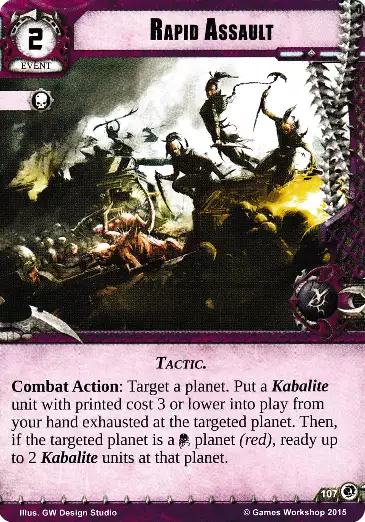 2
RAPID ASSAULT
EVENT
TACTIC.
Combat Action: Target a planet. Put a Kabalite
unit with printed cost 3 or lower into play from
your hand exhausted at the targeted planet. Then,
if the targeted planet is a planet (red), ready up
to 2 Kabalite units at that planet.
107
Illus. GW Design Studio
© Games Workshop 2015